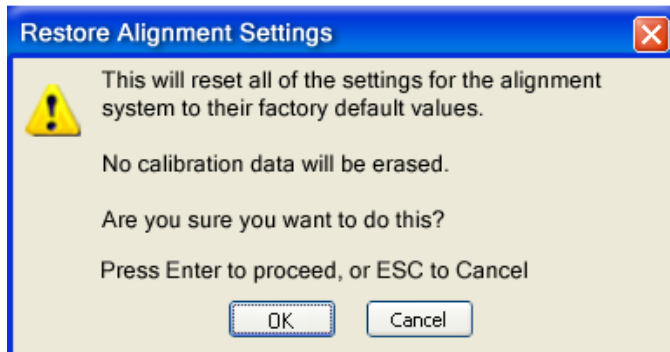 Restore Alignment Settings
This will reset all of the settings for the alignment
system to their factory default values.
No calibration data will be erased.
Are you sure you want to do this?
Press Enter to proceed, or ESC to Cancel
OK
Cancel